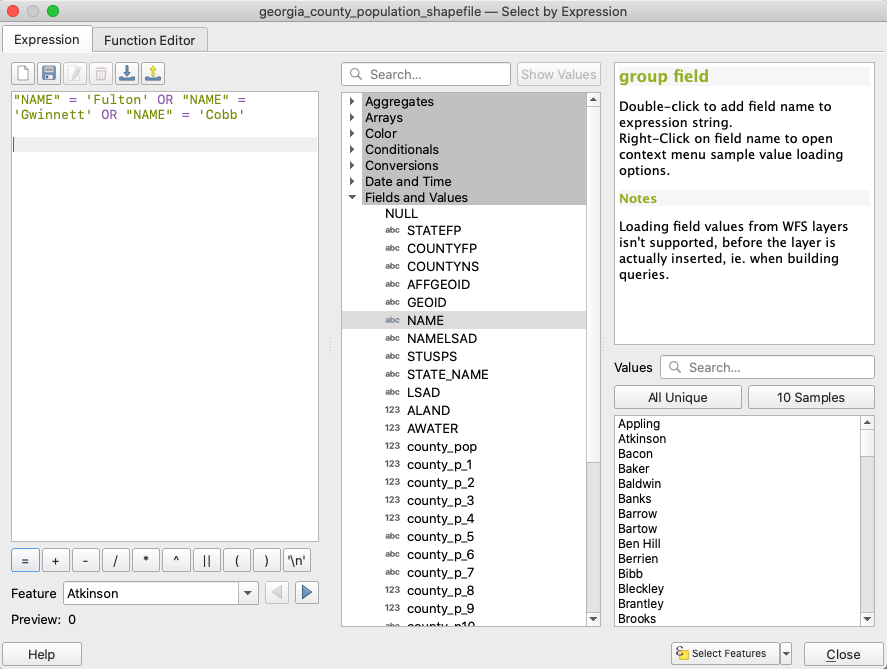 georgia_county_population_shapefile — Select by Expression
Expression
Function Editor
"NAME" = 'Fulton' OR "NAME" =
'Gwinnett' OR "NAME" = 'Cobb'
= + - / * ^ || ( ) '\n'
Feature Atkinson
Preview: 0
Search...
Show Values
Aggregates
Arrays
Color
Conditionals
Conversions
Date and Time
Fields and Values
NULL
abc STATEFP
abc COUNTYFP
abc COUNTYNS
abc AFFGEOID
abc GEOID
abc NAME
abc NAMELSAD
abc STUSPS
abc STATE_NAME
abc LSAD
123 ALAND
123 AWATER
123 county_pop
123 county_p_1
123 county_p_2
123 county_p_3
123 county_p_4
abc county_p_5
abc county_p_6
abc county_p_7
123 county_p_8
123 county_p_9
abc county_p10
group field
Double-click to add field name to
expression string.
Right-Click on field name to open
context menu sample value loading
options.
Notes
Loading field values from WFS layers
isn't supported, before the layer is
actually inserted, ie. when building
queries.
Values Search...
All Unique
10 Samples
Appling
Atkinson
Bacon
Baker
Baldwin
Banks
Barrow
Bartow
Ben Hill
Berrien
Bibb
Bleckley
Brantley
Brooks
Help
Select Features
Close